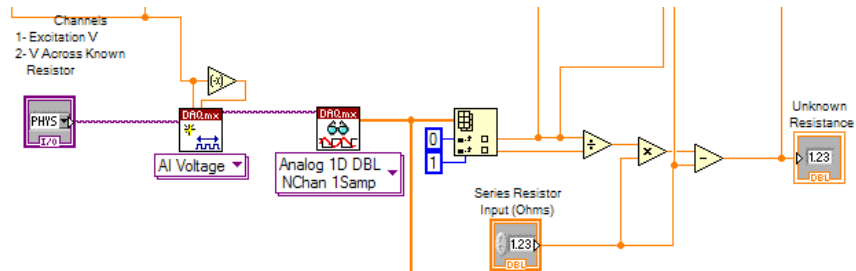 Channels
1- Excitation V
2- V Across Known
Resistor
(-x)
DAQmx
DAQmx
PHYS
I/O
AI Voltage
Analog 1D DBL
NChan 1Samp
0
1
÷
×
−
Unknown
Resistance
1.23
DBL
Series Resistor
Input (Ohms)
1.23
DBL